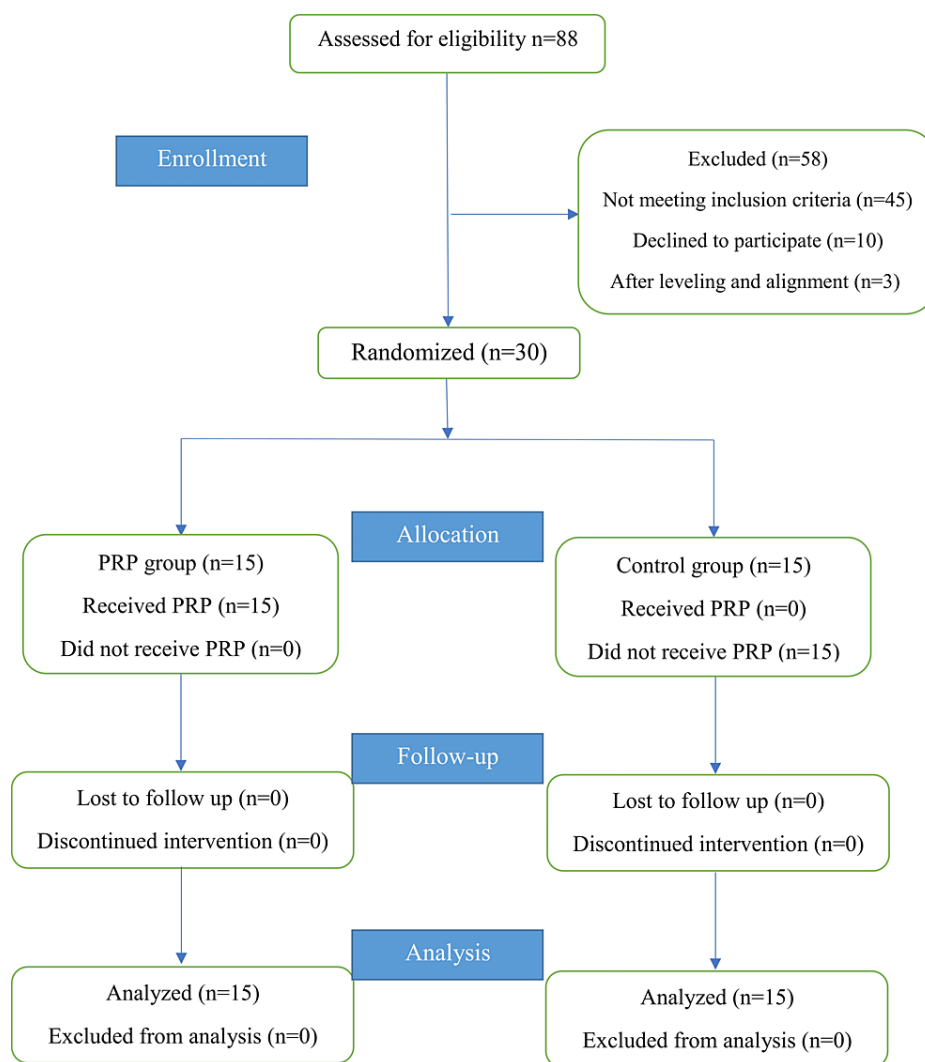 Assessed for eligibility n=88
Enrollment
Excluded (n=58)
Not meeting inclusion criteria (n=45)
Declined to participate (n=10)
After leveling and alignment (n=3)
Randomized (n=30)
Allocation
PRP group (n=15)
Received PRP (n=15)
Did not receive PRP (n=0)
Control group (n=15)
Received PRP (n=0)
Did not receive PRP (n=15)
Follow-up
Lost to follow up (n=0)
Discontinued intervention (n=0)
Lost to follow up (n=0)
Discontinued intervention (n=0)
Analysis
Analyzed (n=15)
Excluded from analysis (n=0)
Analyzed (n=15)
Excluded from analysis (n=0)